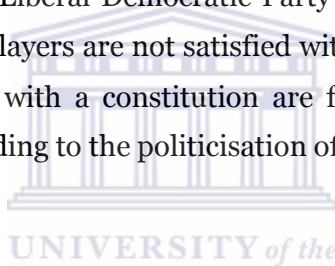 Liberal Democratic Party
layers are not satisfied wit
with a constitution are f
ding to the politicisation of
UNIVERSITY of the